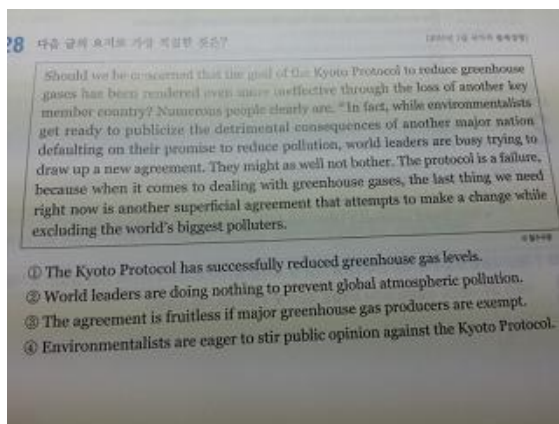 28 다음 글의 요지로 가장 적절한 것은?
Should we be concerned that the goal of the Kyoto Protocol to reduce greenhouse
gases has been rendered even more ineffective through the loss of another key
member country? Numerous people clearly are. In fact, while environmentalists
get ready to publicize the detrimental consequences of another major nation
defaulting on their promise to reduce pollution, world leaders are busy trying to
draw up a new agreement. They might as well not bother. The protocol is a failure,
because when it comes to dealing with greenhouse gases, the last thing we need
right now is another superficial agreement that attempts to make a change while
excluding the world's biggest polluters.
① The Kyoto Protocol has successfully reduced greenhouse gas levels.
② World leaders are doing nothing to prevent global atmospheric pollution.
③ The agreement is fruitless if major greenhouse gas producers are exempt.
④ Environmentalists are eager to stir public opinion against the Kyoto Protocol.